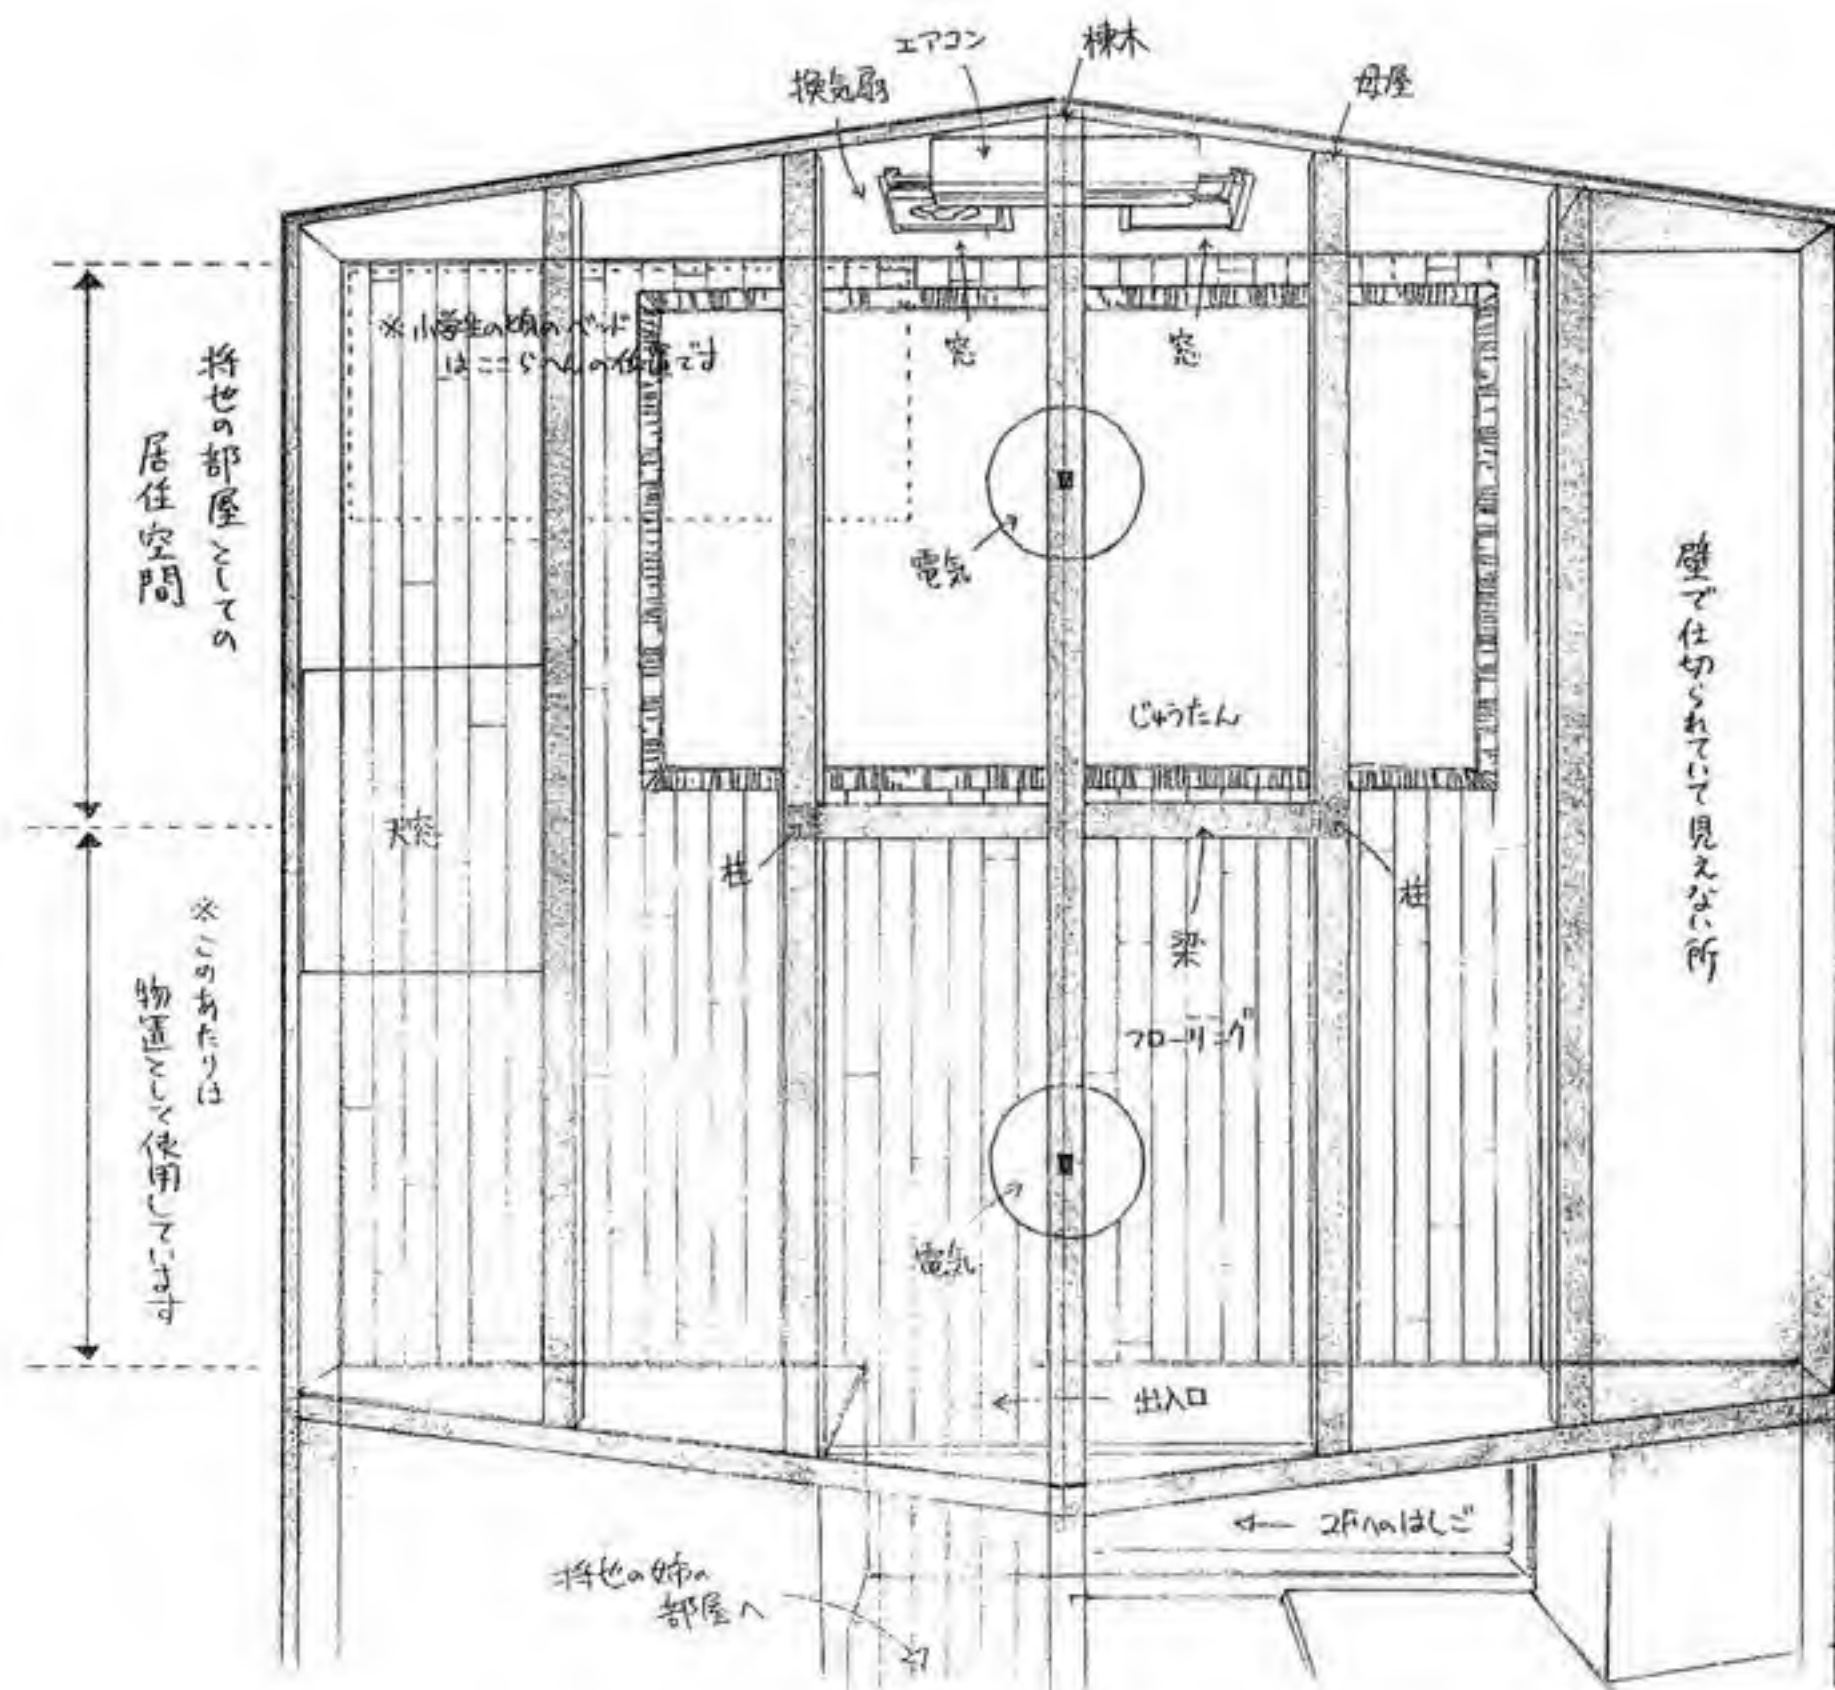 エアコン
棟木
換気扇
母屋
※小学生の頃のベッド
はここらへんの位置です
窓
窓
将也の部屋としての
居住空間
電気
壁で仕切られていて見えない所
じゅうたん
天窓
柱
柱
梁
※このあたりは
物置として使用しています
フローリング
電気
出入口
2Fへのはしご
将也の姉の
部屋へ